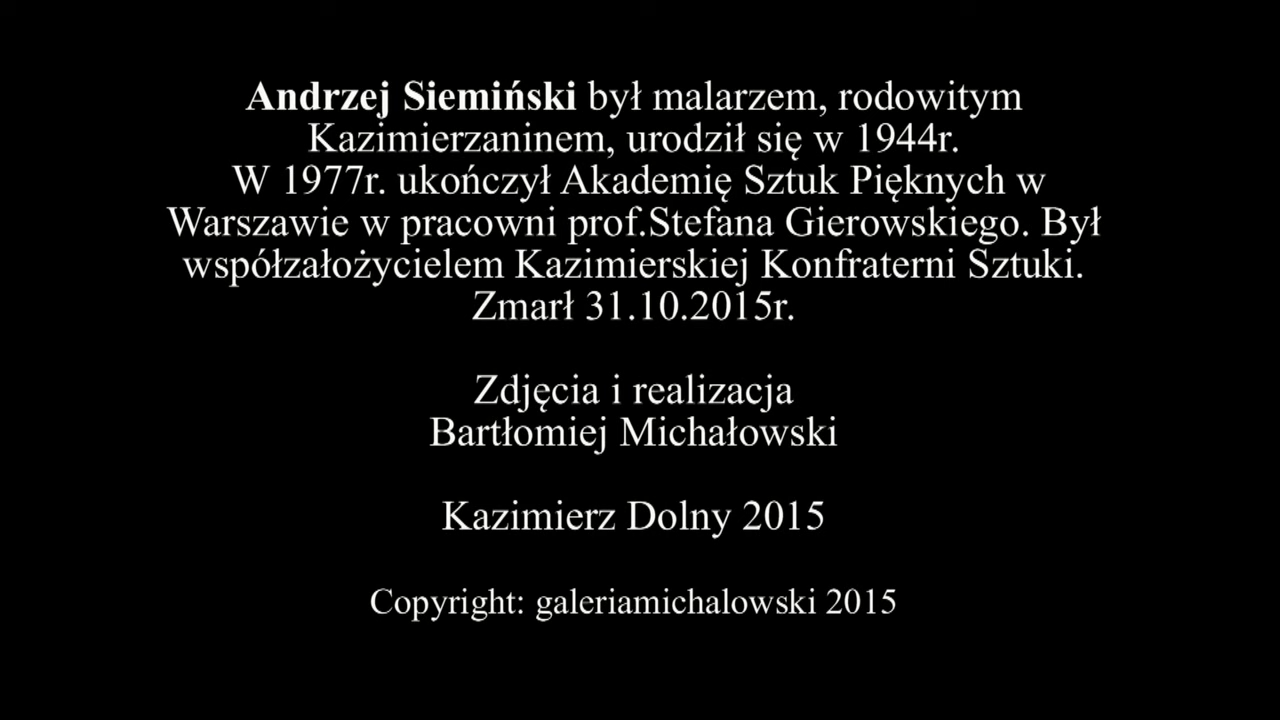 Andrzej Siemiński był malarzem, rodowitym
Kazimierzaninem, urodził się w 1944r.
W 1977r. ukończył Akademię Sztuk Pięknych w
Warszawie w pracowni prof.Stefana Gierowskiego. Był
współzałożycielem Kazimierskiej Konfraterni Sztuki.
Zmarł 31.10.2015r.
Zdjęcia i realizacja
Bartłomiej Michałowski
Kazimierz Dolny 2015
Copyright: galeriamichalowski 2015